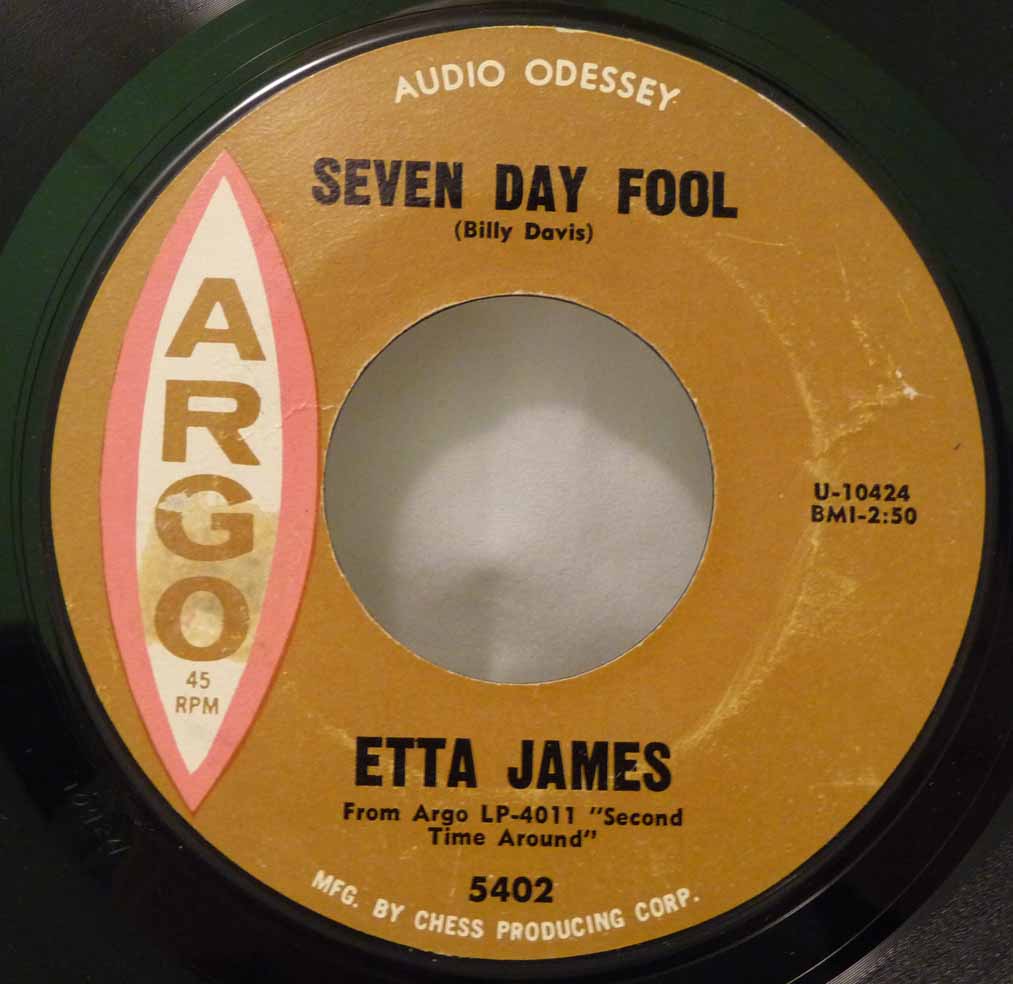 AUDIO ODESSEY
SEVEN DAY FOOL
(Billy Davis)
ARGO
45
RPM
U-10424
BMI-2:50
ETTA JAMES
From Argo LP-4011 "Second
Time Around"
5402
MFG. BY CHESS PRODUCING CORP.